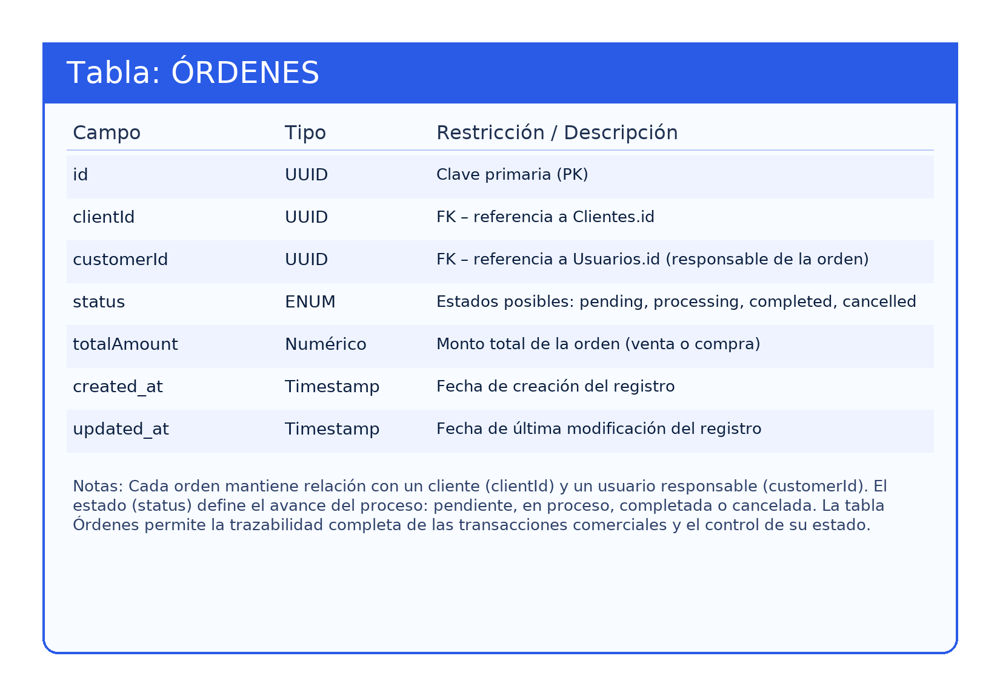 Tabla: ÓRDENES
Campo Tipo Restricción / Descripción
id UUID Clave primaria (PK)
clientId UUID FK – referencia a Clientes.id
customerId UUID FK – referencia a Usuarios.id (responsable de la orden)
status ENUM Estados posibles: pending, processing, completed, cancelled
totalAmount Numérico Monto total de la orden (venta o compra)
created_at Timestamp Fecha de creación del registro
updated_at Timestamp Fecha de última modificación del registro
Notas: Cada orden mantiene relación con un cliente (clientId) y un usuario responsable (customerId). El
estado (status) define el avance del proceso: pendiente, en proceso, completada o cancelada. La tabla
Órdenes permite la trazabilidad completa de las transacciones comerciales y el control de su estado.